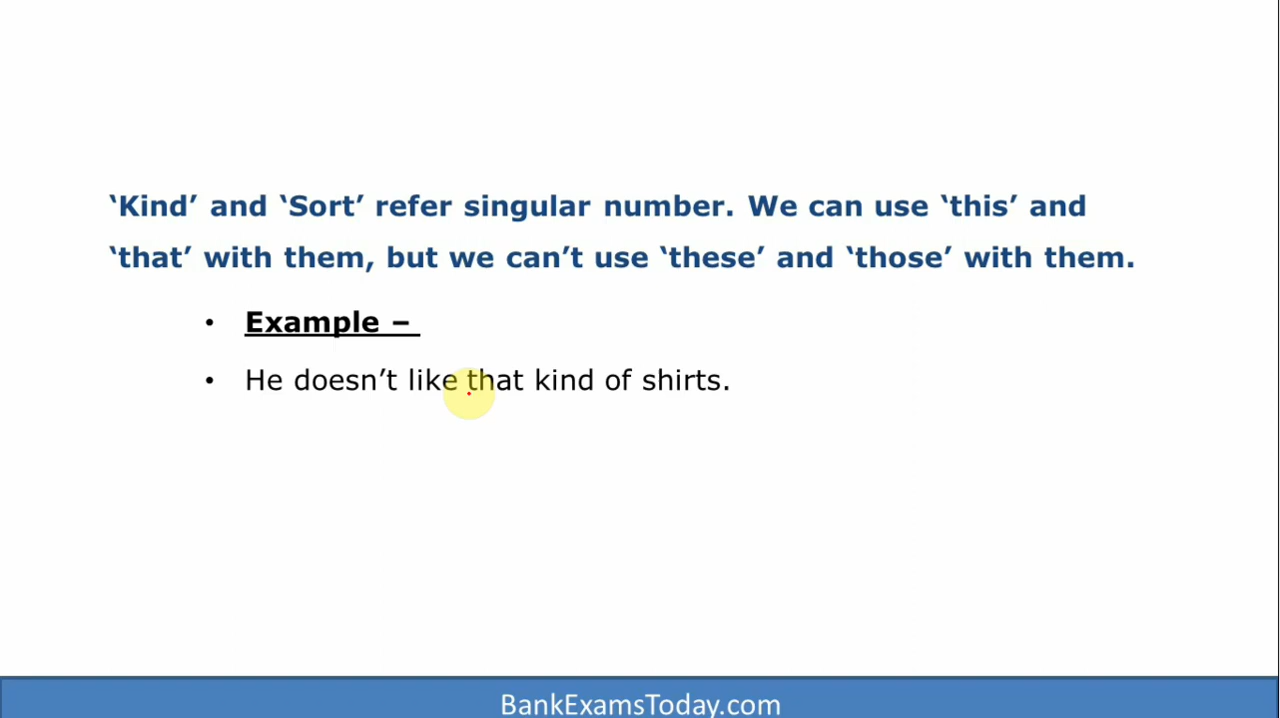 ‘Kind’ and ‘Sort’ refer singular number. We can use ‘this’ and
‘that’ with them, but we can’t use ‘these’ and ‘those’ with them.
• Example –
• He doesn’t like that kind of shirts.
BankExamsToday.com